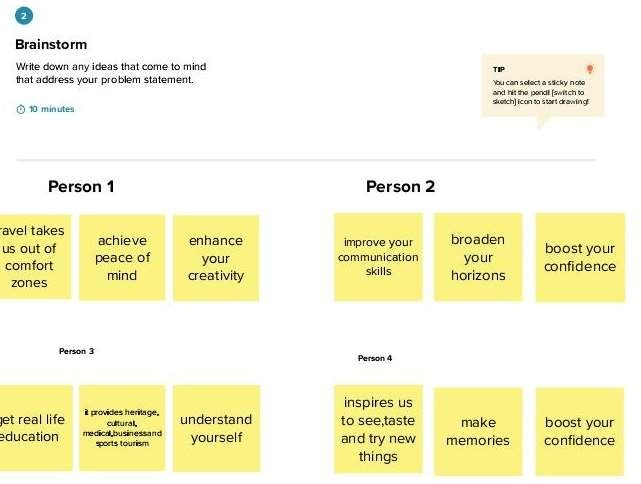 2
Brainstorm
Write down any ideas that come to mind
that address your problem statement.
10 minutes
TIP
You can select a sticky note
and hit the pencil [switch to
sketch] icon to start drawing!
Person 1
ravel takes
us out of
comfort
zones
achieve
peace of
mind
enhance
your
creativity
Person 2
improve your
communication
skills
broaden
your
horizons
boost your
confidence
Person 3
get real life
education
it provides heritage,
cultural,
medical,businessand
sports tourism
understand
yourself
Person 4
inspires us
to see,taste
and try new
things
make
memories
boost your
confidence